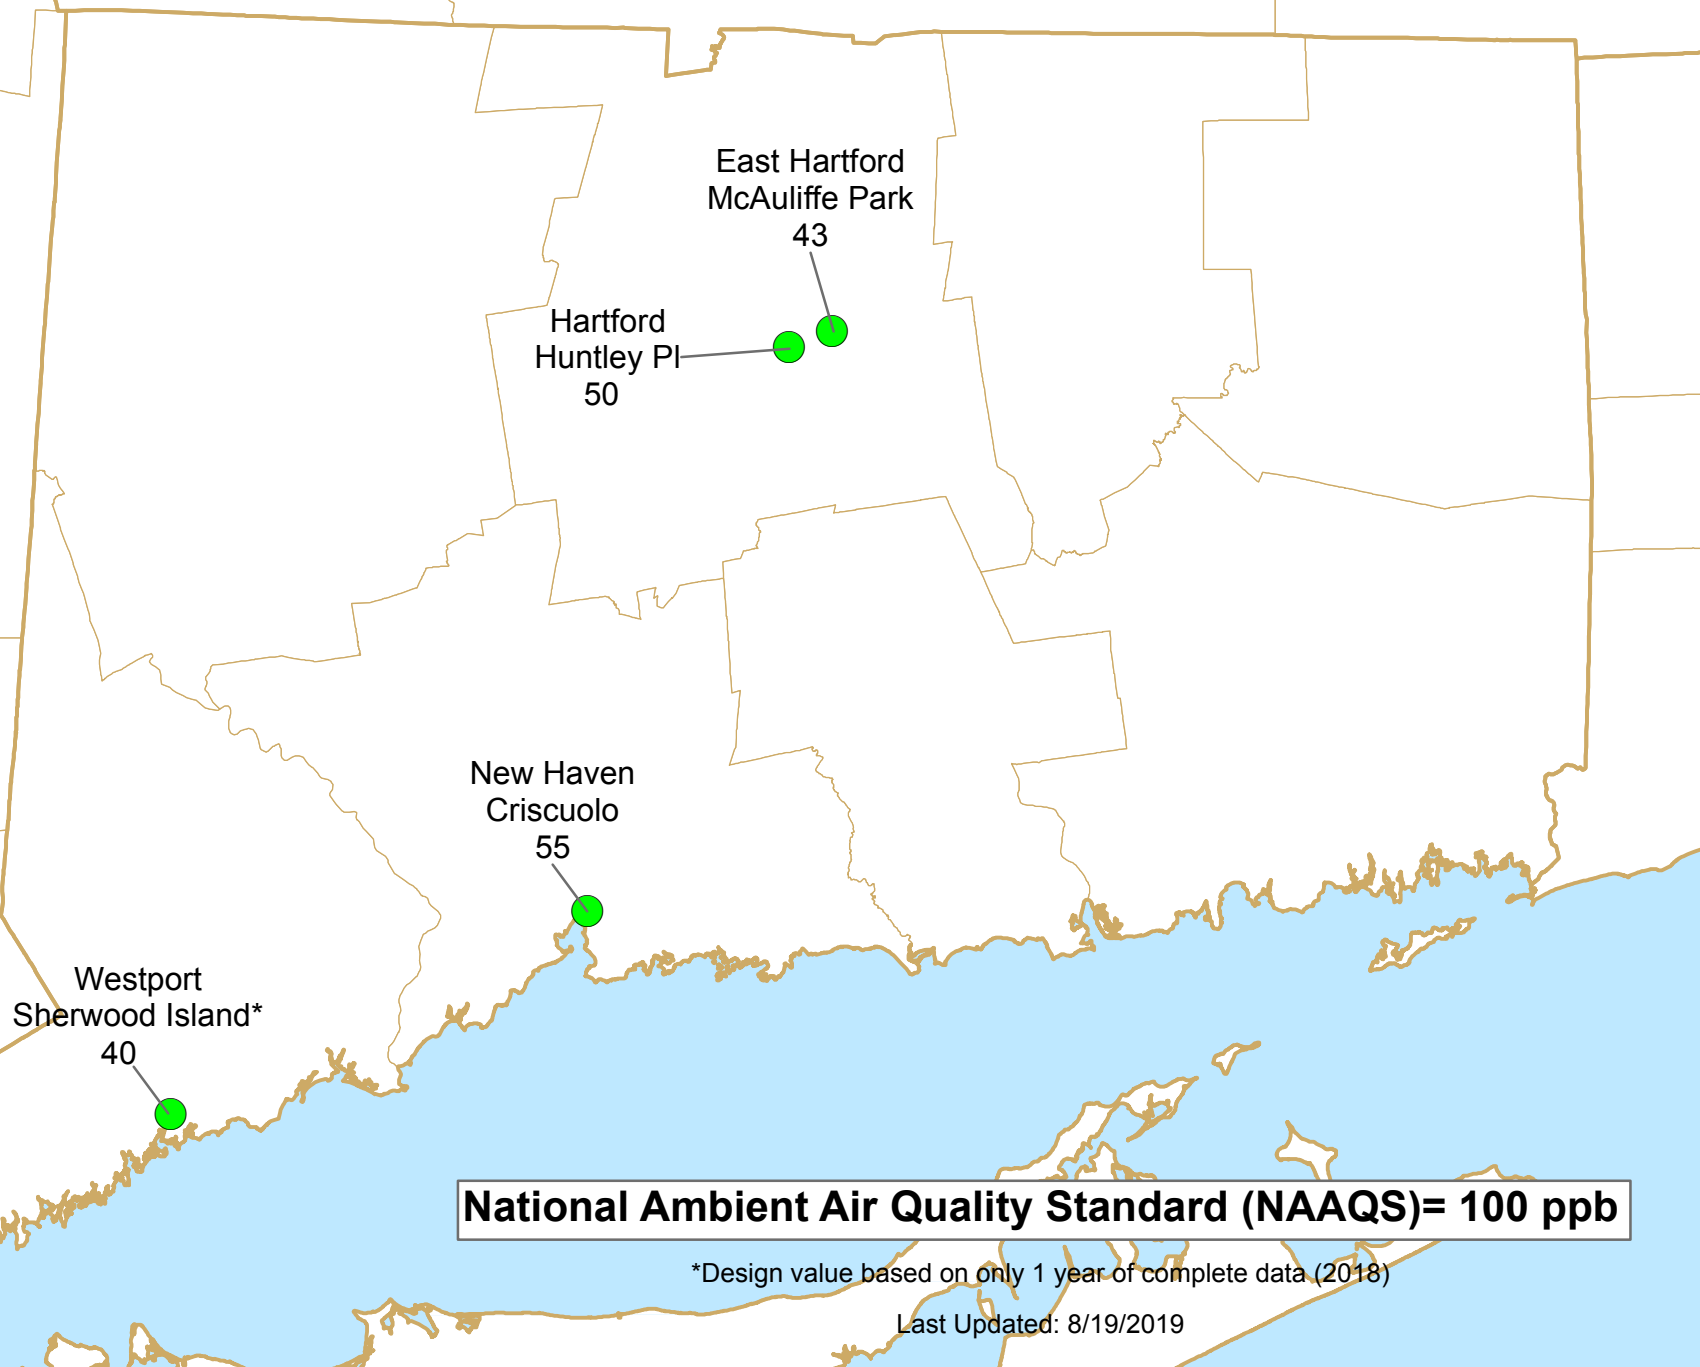 East Hartford
McAuliffe Park
43
Hartford
Huntley Pl
50
New Haven
Criscuolo
55
Westport
Sherwood Island*
40
National Ambient Air Quality Standard (NAAQS)= 100 ppb
*Design value based on only 1 year of complete data (2018)
Last Updated: 8/19/2019